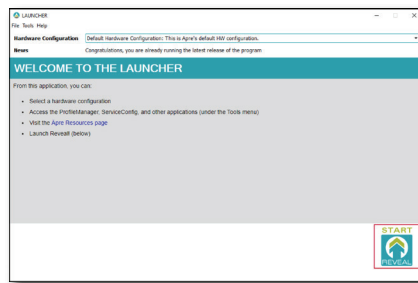 LAUNCHER
File Tools Help
Hardware Configuration Default Hardware Configuration: This is Apre's default HW configuration.
News Congratulations, you are already running the latest release of the program
WELCOME TO THE LAUNCHER
From this application, you can:
• Select a hardware configuration
• Access the ProfileManager, ServiceConfig, and other applications (under the Tools menu)
• Visit the Apre Resources page
• Launch Reveal! (below)
START
REVEAL